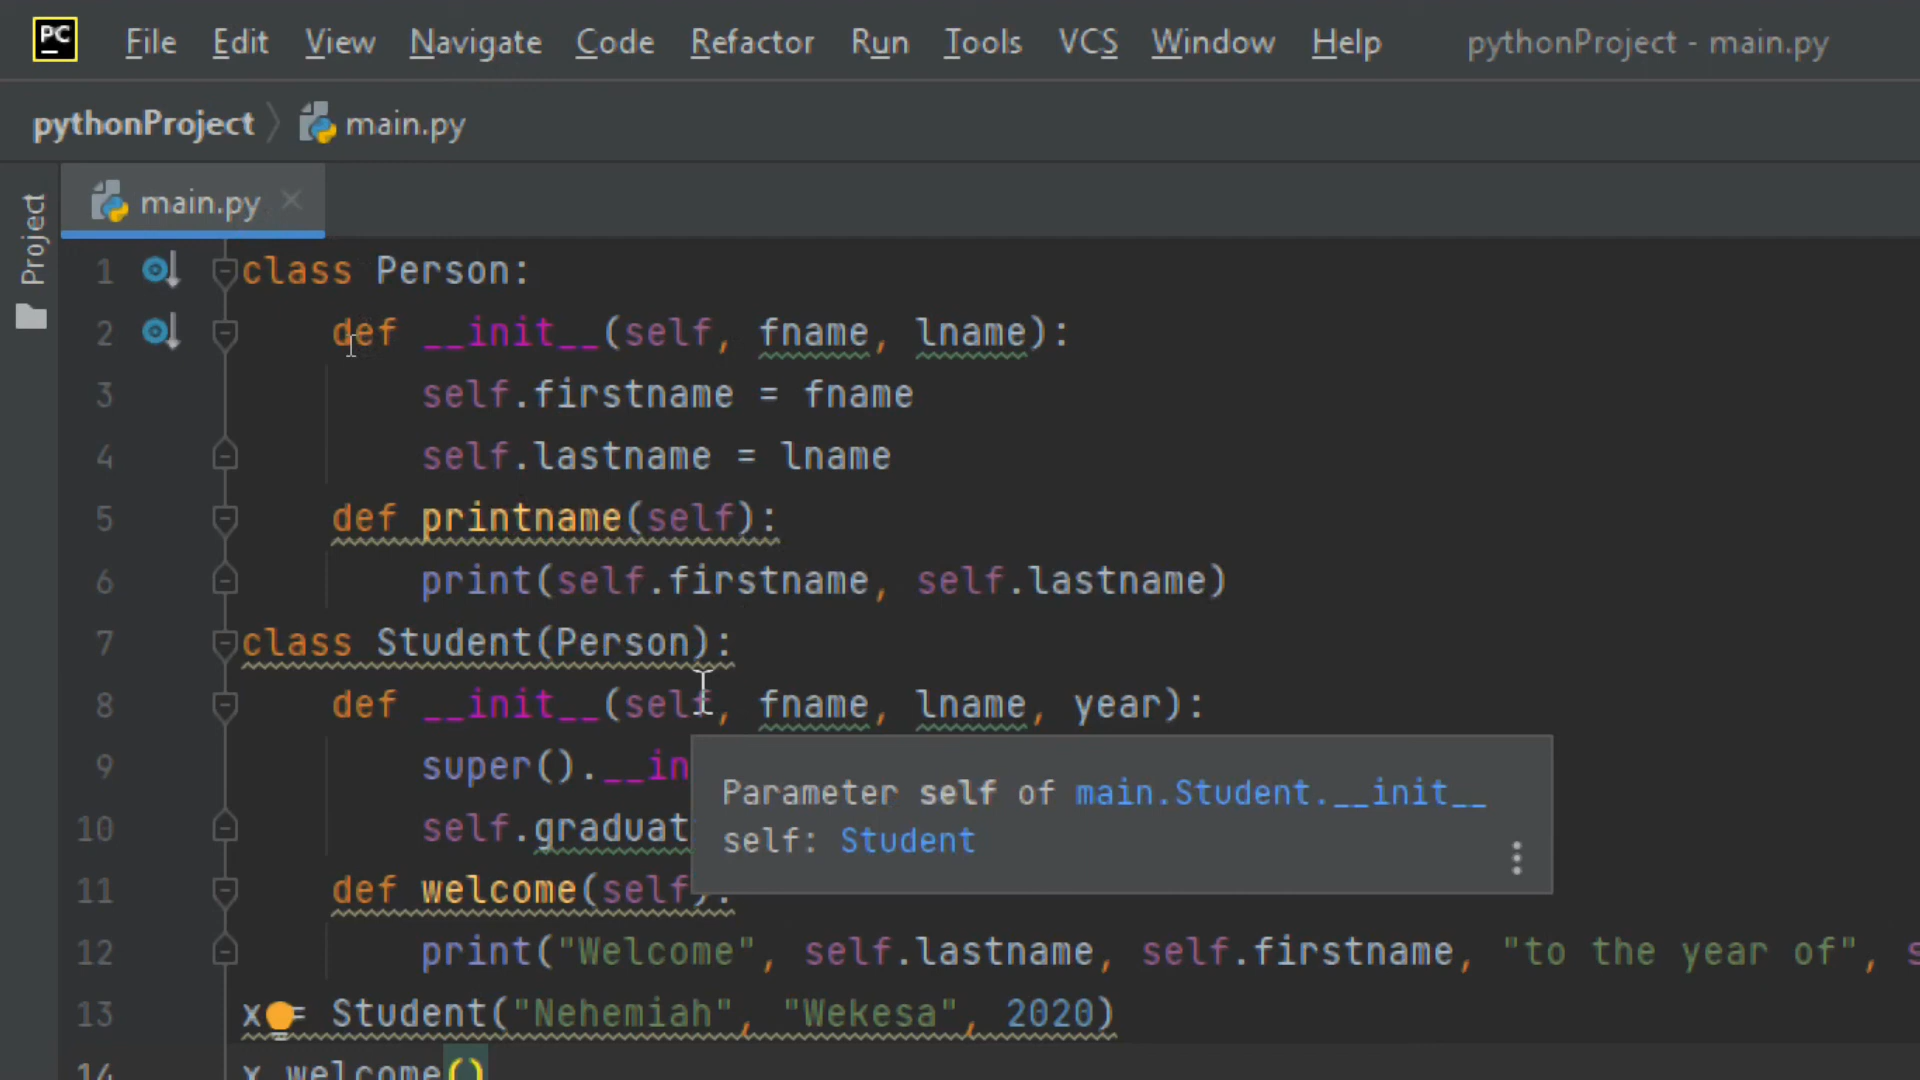 PC File Edit View Navigate Code Refactor Run Tools VCS Window Help pythonProject - main.py
pythonProject main.py
Project
main.py
1 class Person:
2 def __init__(self, fname, lname):
3 self.firstname = fname
4 self.lastname = lname
5 def printname(self):
6 print(self.firstname, self.lastname)
7 class Student(Person):
8 def __init__(self, fname, lname, year):
9 super().__in
Parameter self of main.Student.__init__
10 self.graduat
self: Student
11 def welcome(self):
12 print("Welcome", self.lastname, self.firstname, "to the year of", s
13 x = Student("Nehemiah", "Wekesa", 2020)
14 x.welcome()